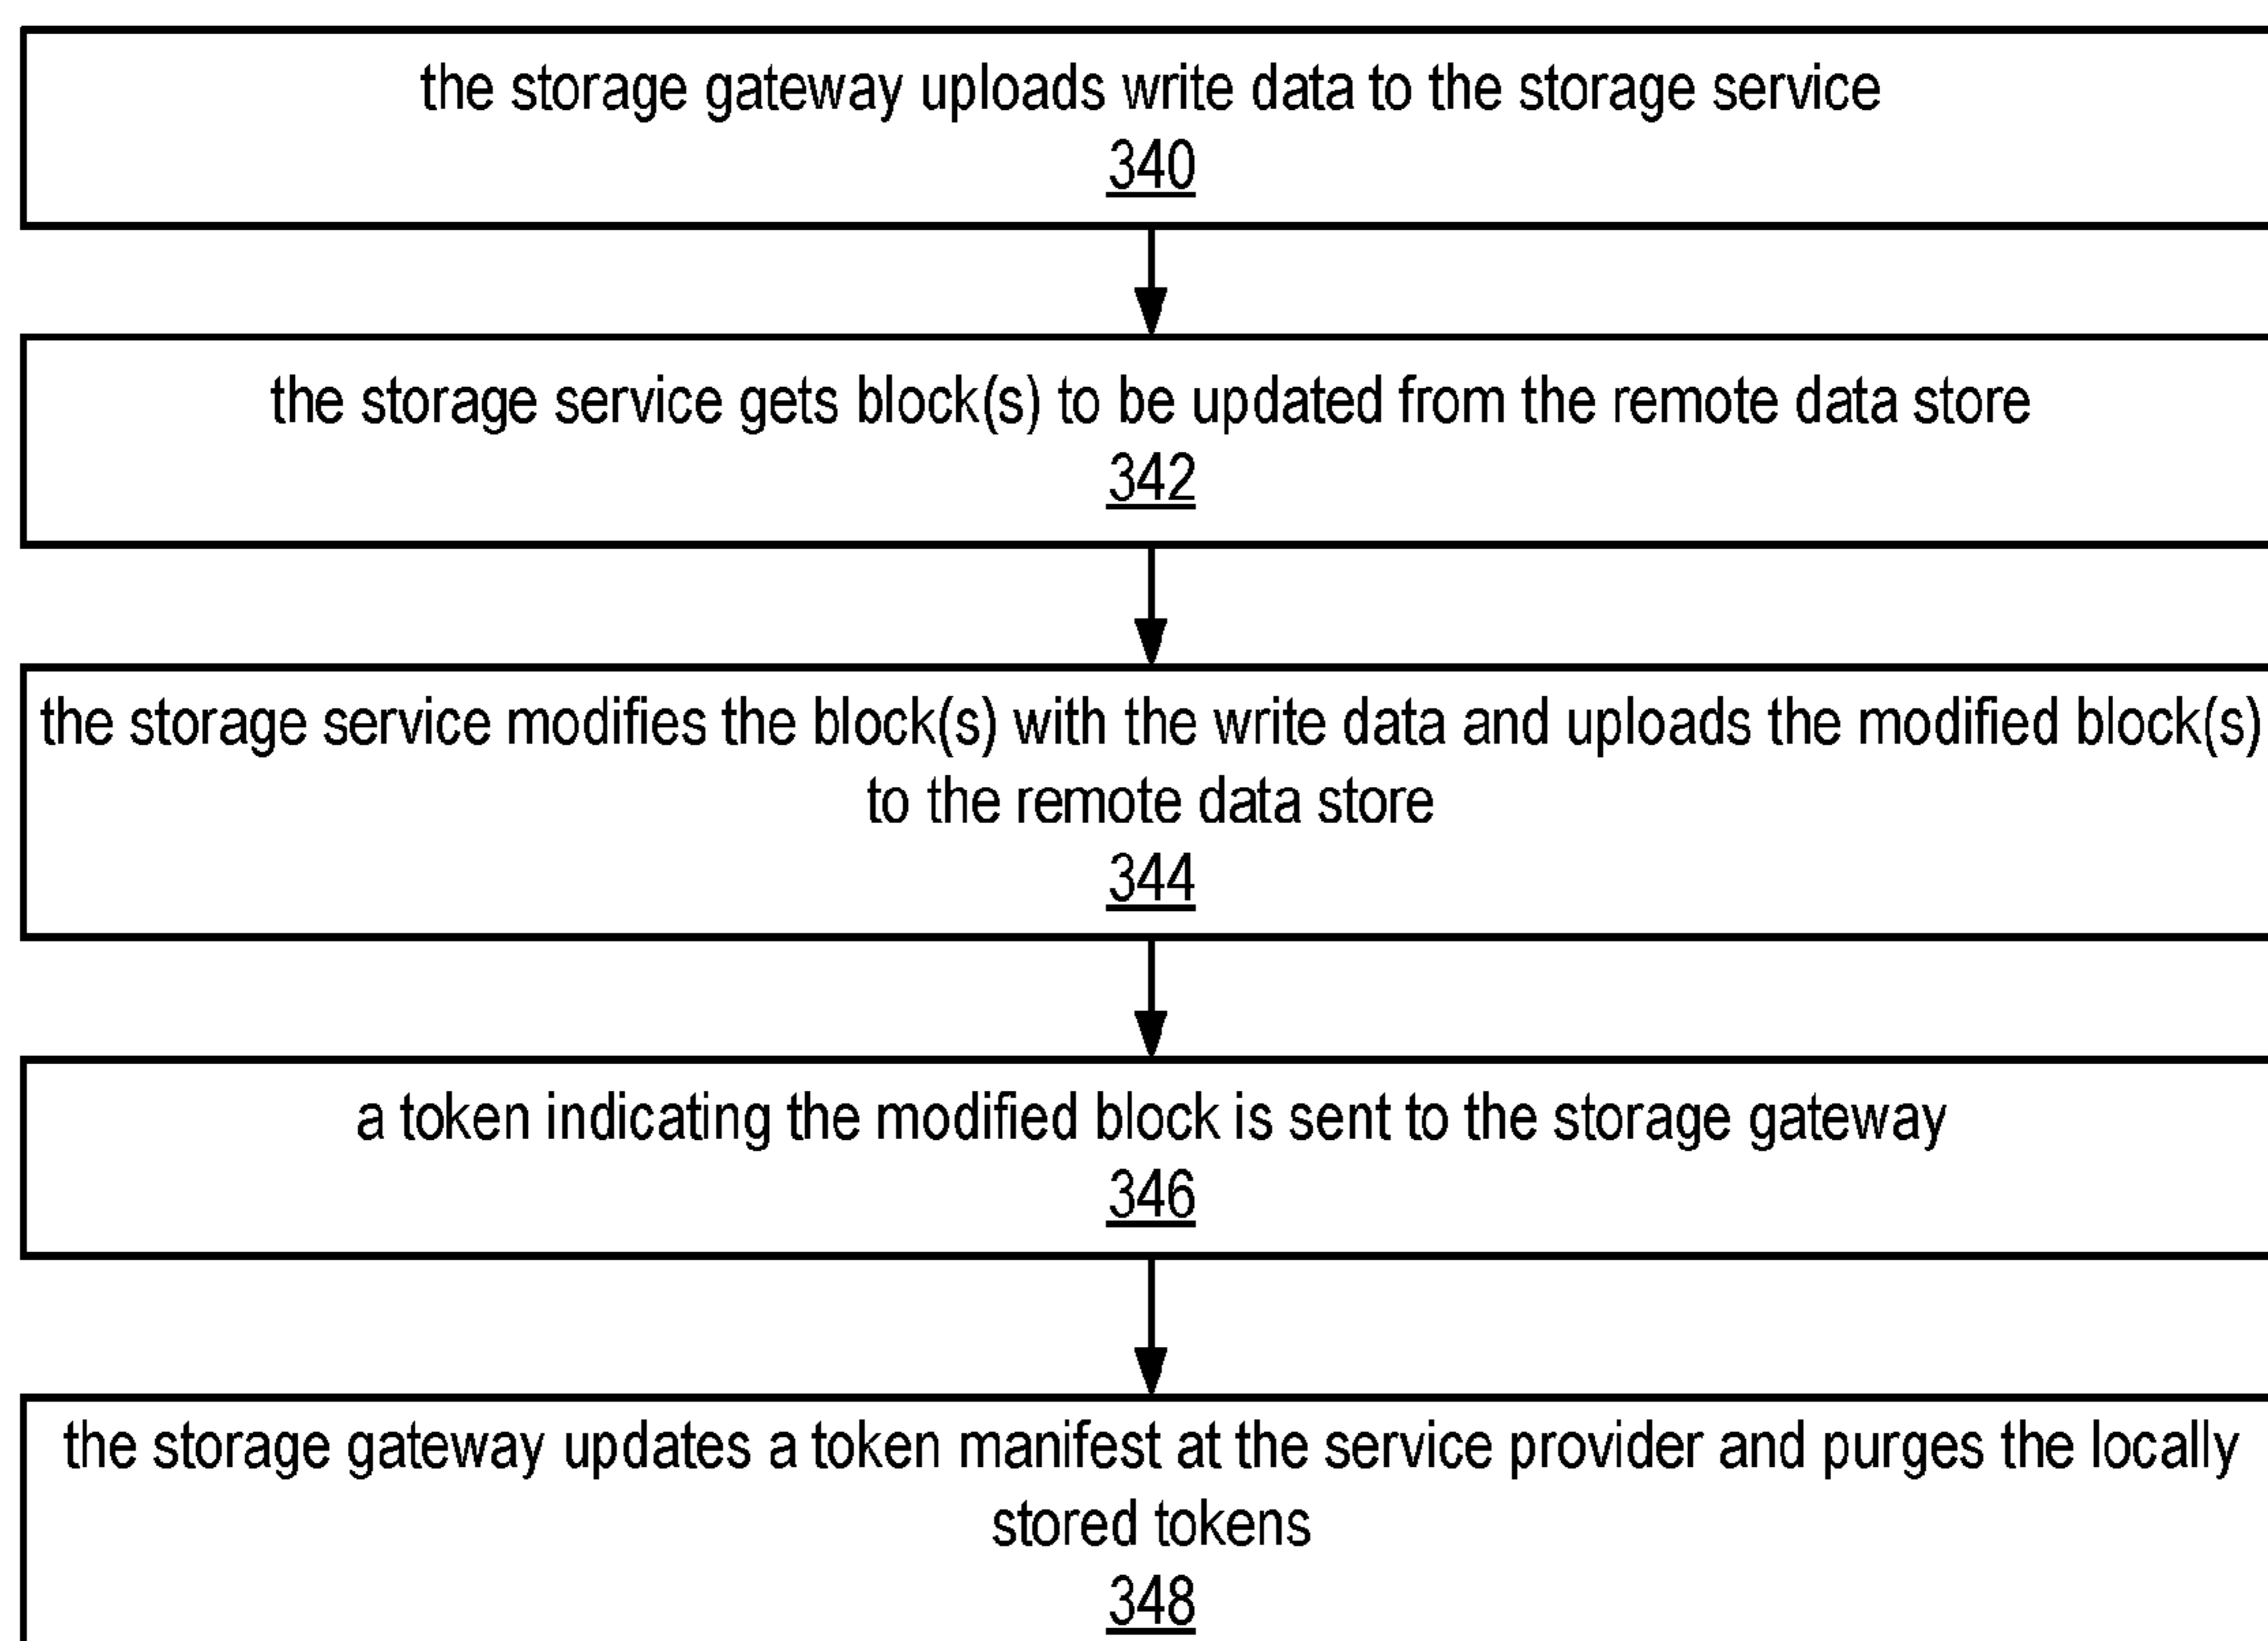 the storage gateway uploads write data to the storage service
340
the storage service gets block(s) to be updated from the remote data store
342
the storage service modifies the block(s) with the write data and uploads the modified block(s)
to the remote data store
344
a token indicating the modified block is sent to the storage gateway
346
the storage gateway updates a token manifest at the service provider and purges the locally
stored tokens
348